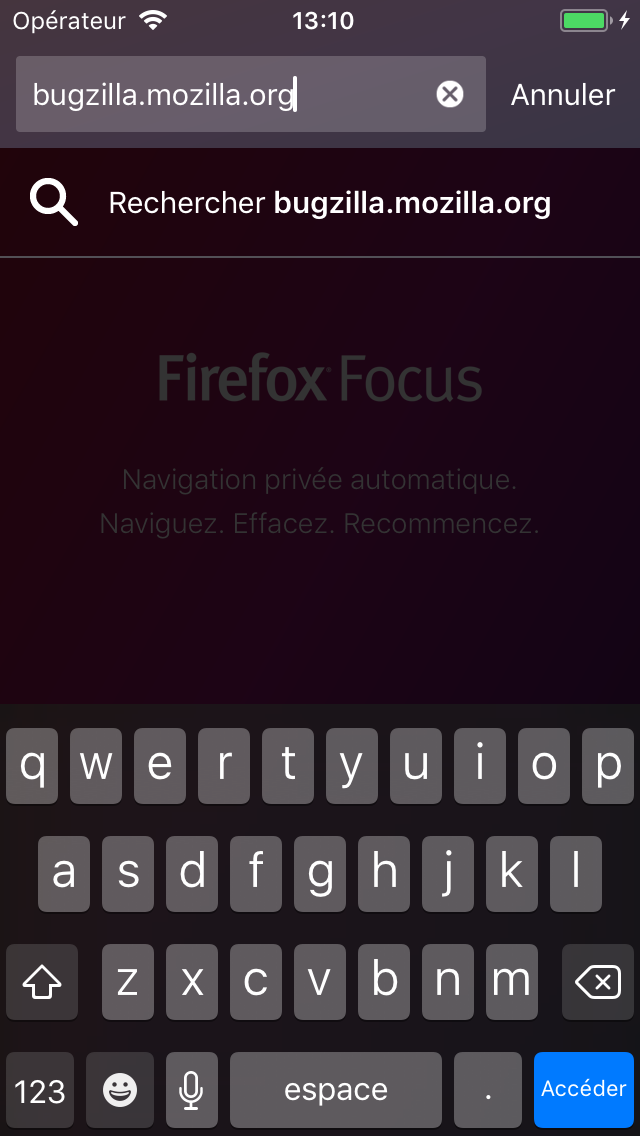 Opérateur 13:10
bugzilla.mozilla.org Annuler
Rechercher bugzilla.mozilla.org
Firefox Focus
Navigation privée automatique.
Naviguez. Effacez. Recommencez.
q w e r t y u i o p
a s d f g h j k l
z x c v b n m
123 espace . Accéder